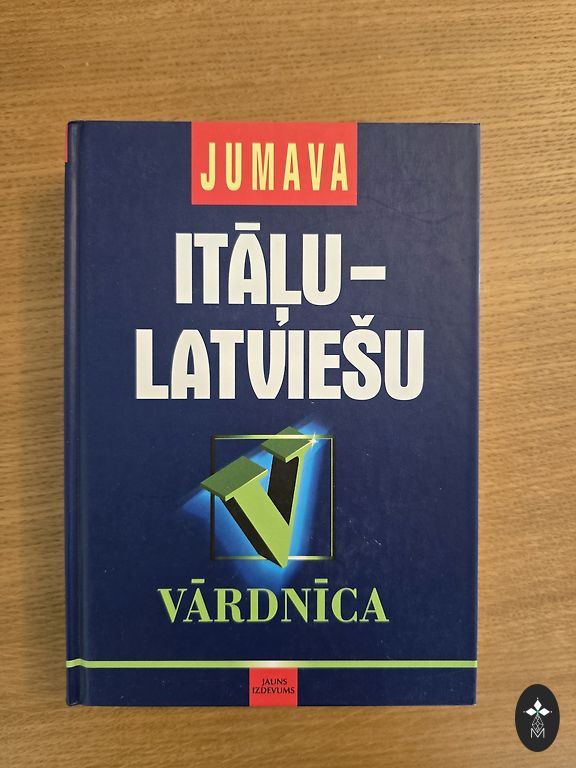 JUMAVA
ITĀĻU–
LATVIEŠU
V
VĀRDNĪCA
JAUNS
IZDEVUMS
M